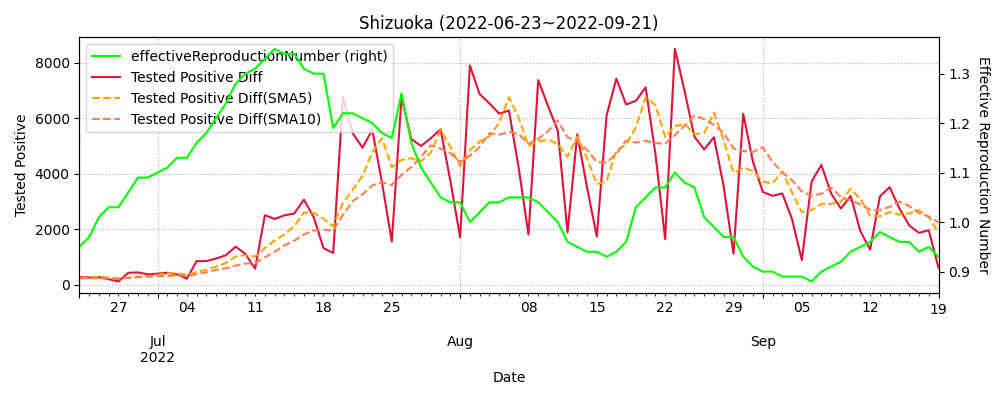 Shizuoka (2022-06-23~2022-09-21)
effectiveReproductionNumber (right)
Tested Positive Diff
Tested Positive Diff(SMA5)
Tested Positive Diff(SMA10)
Tested Positive
8000
6000
4000
2000
0
Effective Reproduction Number
1.3
1.2
1.1
1.0
0.9
27 04 11 18 25 08 15 22 29 05 12 19
Jul Aug Sep
2022
Date